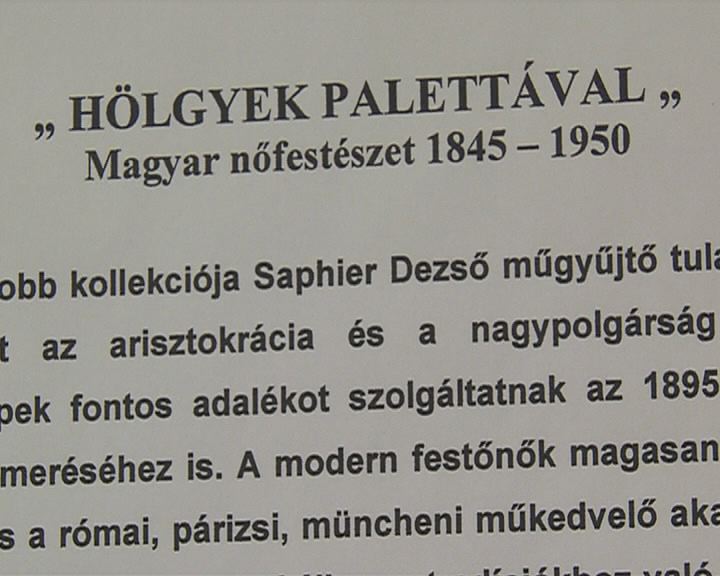 „ HÖLGYEK PALETTÁVAL „
Magyar nőfestészet 1845 – 1950
obb kollekciója Saphier Dezső műgyűjtő tula
t az arisztokrácia és a nagypolgárság
pek fontos adalékot szolgáltatnak az 1895
meréséhez is. A modern festőnők magasan
s a római, párizsi, müncheni műkedvelő aka